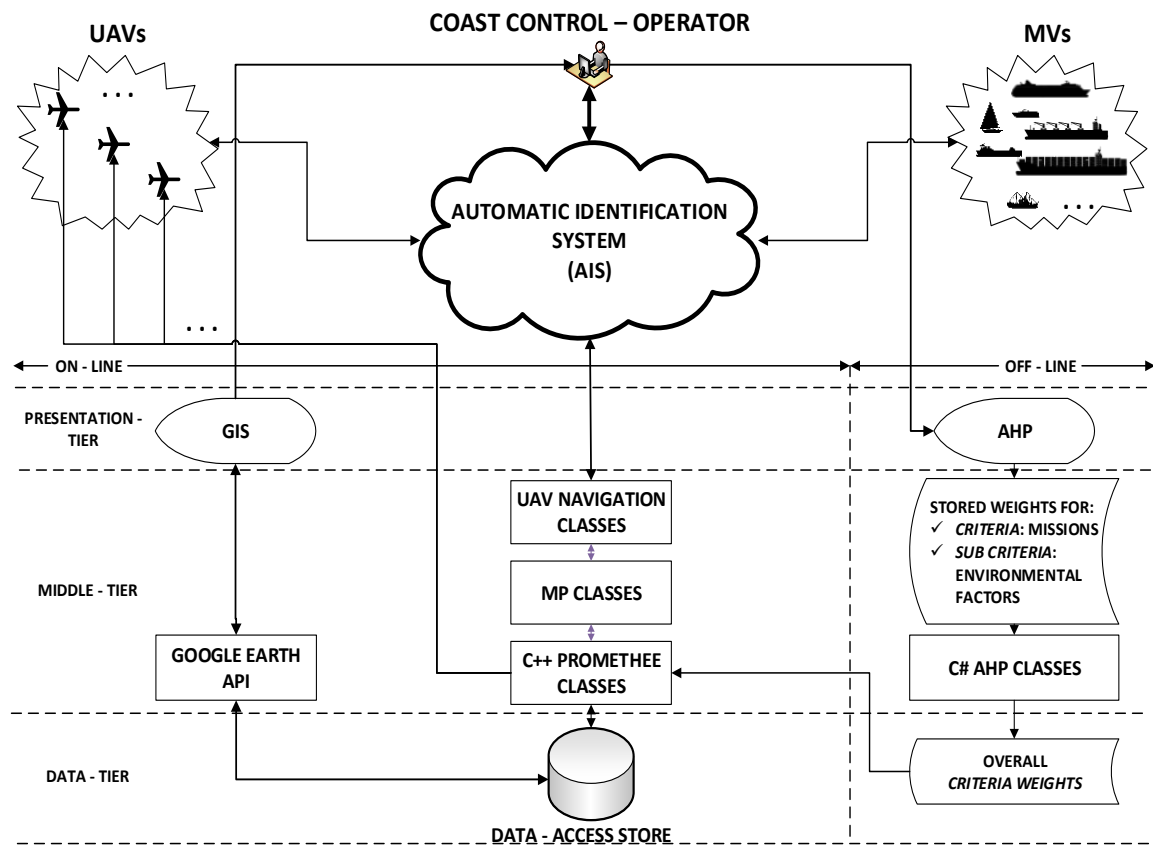 COAST CONTROL – OPERATOR
UAVs
MVs
...
AUTOMATIC IDENTIFICATION
SYSTEM
(AIS)
...
...
ON - LINE
OFF - LINE
PRESENTATION -
TIER
GIS
AHP
UAV NAVIGATION
CLASSES
STORED WEIGHTS FOR:
✓ CRITERIA: MISSIONS
✓ SUB CRITERIA:
ENVIRONMENTAL
FACTORS
MIDDLE - TIER
MP CLASSES
GOOGLE EARTH
API
C++ PROMETHEE
CLASSES
C# AHP CLASSES
DATA - TIER
OVERALL
CRITERIA WEIGHTS
DATA - ACCESS STORE